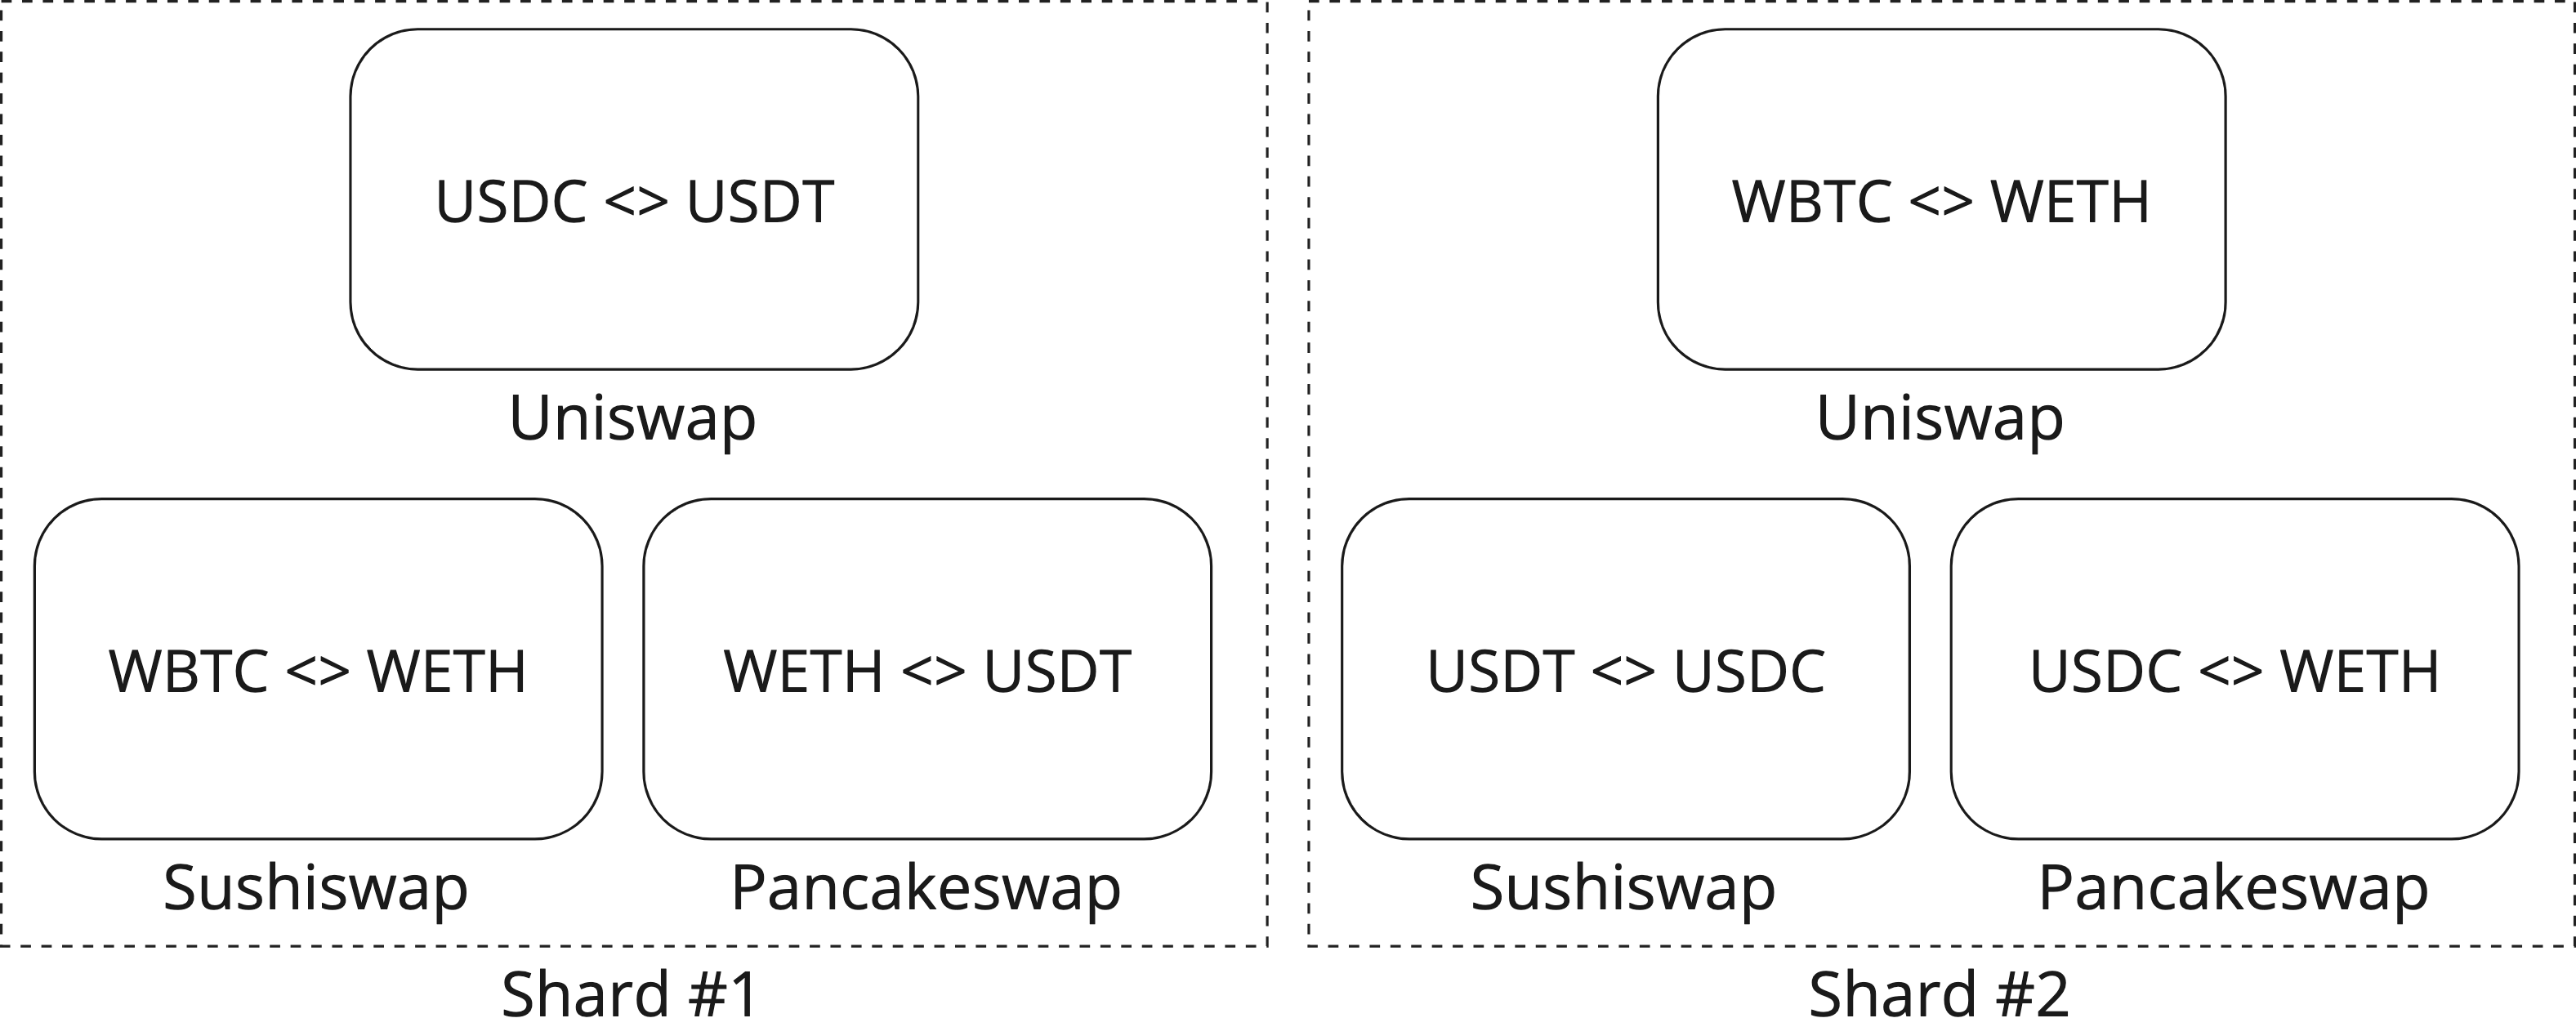 USDC <> USDT
Uniswap
WBTC <> WETH
Sushiswap
WETH <> USDT
Pancakeswap
Shard #1
WBTC <> WETH
Uniswap
USDT <> USDC
Sushiswap
USDC <> WETH
Pancakeswap
Shard #2